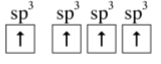 sp³ sp³ sp³ sp³
↑ ↑ ↑ ↑